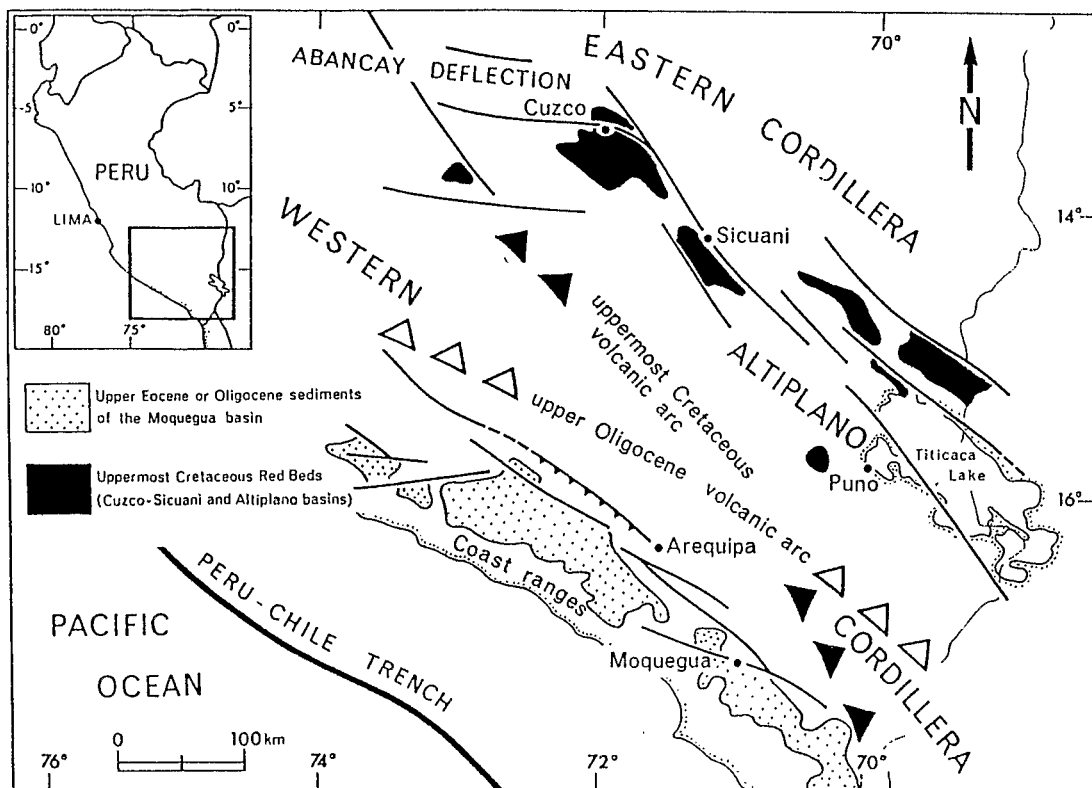 0°
0°
5
5°
PERU
10°
10°
LIMA
15°
80°
75°
70°
N
14°
16°
ABANCAY DEFLECTION
EASTERN CORDILLERA
Cuzco
Sicuani
WESTERN
CORDILLERA
uppermost Cretaceous
volcanic arc
ALTIPLANO
upper Oligocene volcanic arc
Puno
Titicaca
Lake
Upper Eocene or Oligocene sediments
of the Moquegua basin
Uppermost Cretaceous Red Beds
(Cuzco-Sicuani and Altiplano basins)
Arequipa
Coast ranges
Moquegua
PERU-CHILE TRENCH
PACIFIC
OCEAN
0 100 km
76°
74°
72°
70°